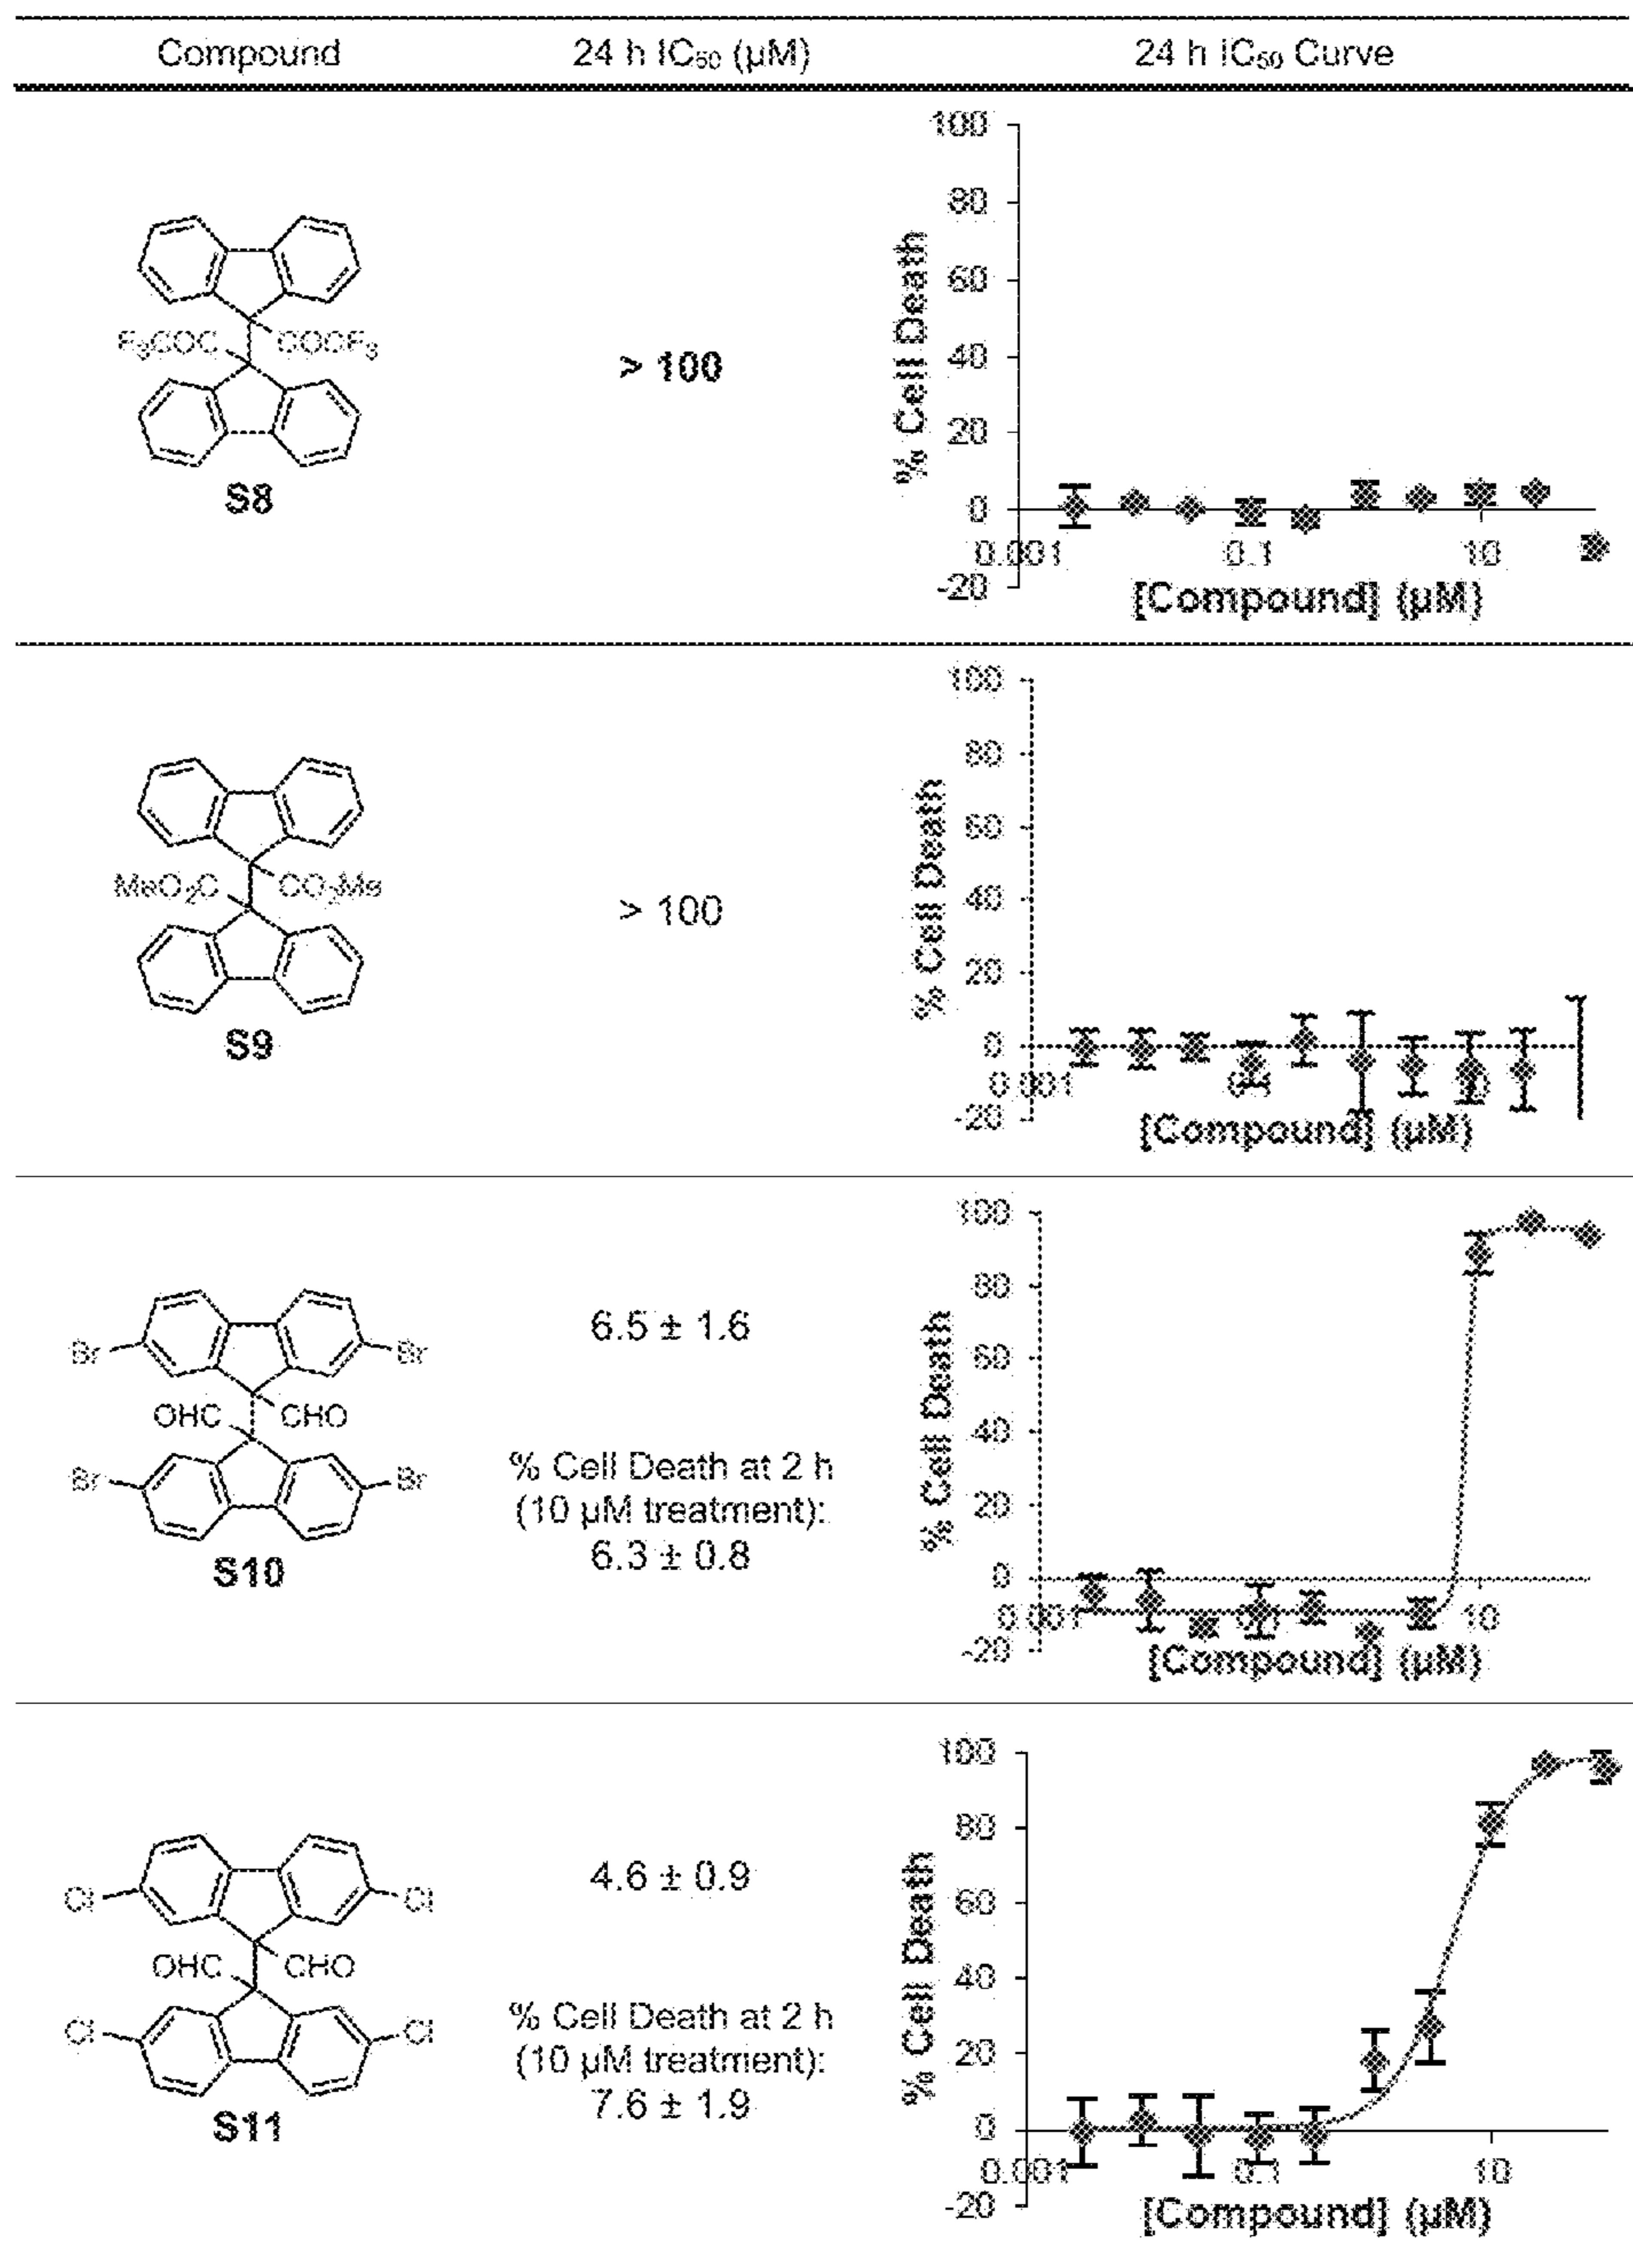 Compound 24 h IC50 (µM) 24 h IC50 Curve
100
80
60
40
20
0
-20
% Cell Death
0.001 0.1 10
[Compound] (µM)
F3COC COCF3
S8
> 100
100
80
60
40
20
0
-20
% Cell Death
0.001 0.1 10
[Compound] (µM)
MeO2C CO2Me
S9
> 100
100
80
60
40
20
0
-20
% Cell Death
0.001 0.1 10
[Compound] (µM)
Br Br
OHC CHO
Br Br
S10
6.5 ± 1.6
% Cell Death at 2 h
(10 µM treatment):
6.3 ± 0.8
100
80
60
40
20
0
-20
% Cell Death
0.001 0.1 10
[Compound] (µM)
Cl Cl
OHC CHO
Cl Cl
S11
4.6 ± 0.9
% Cell Death at 2 h
(10 µM treatment):
7.6 ± 1.9